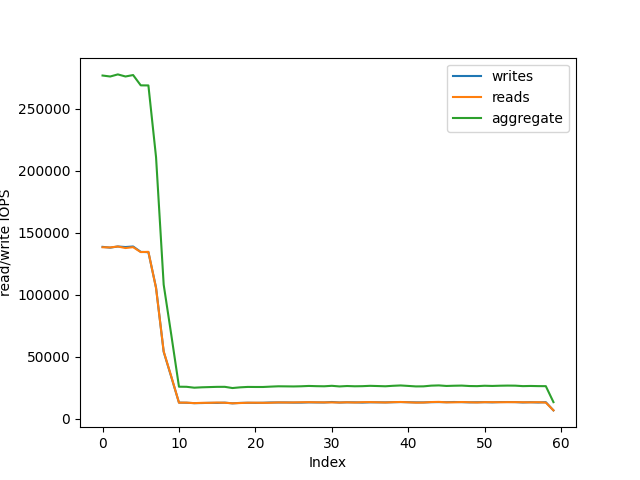 writes
reads
aggregate
250000
200000
150000
100000
50000
0
read/write IOPS
0 10 20 30 40 50 60
Index